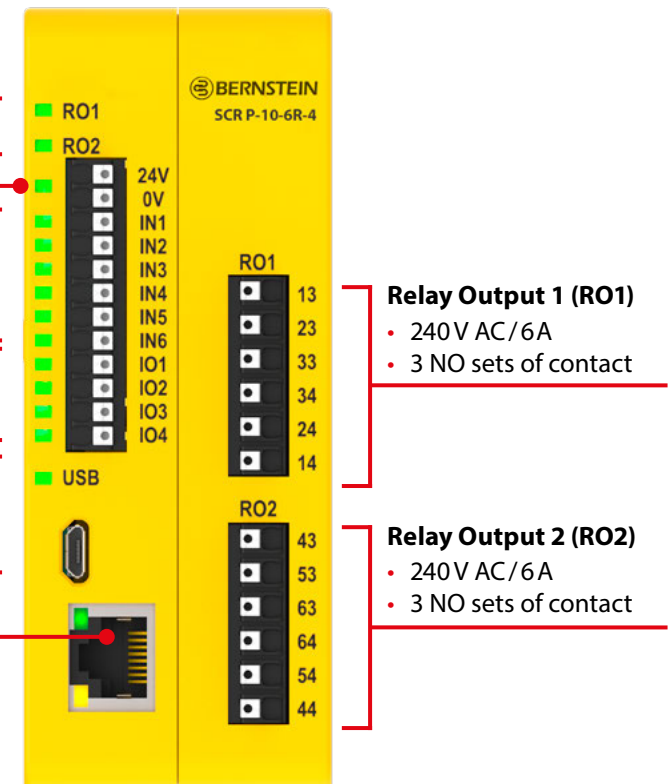 BERNSTEIN
SCR P-10-6R-4
RO1
RO2
24V
0V
IN1
IN2
IN3
IN4
IN5
IN6
IO1
IO2
IO3
IO4
USB
RO1
13
23
33
34
24
14
RO2
43
53
63
64
54
44
Relay Output 1 (RO1)
• 240 V AC / 6 A
• 3 NO sets of contact
Relay Output 2 (RO2)
• 240 V AC / 6 A
• 3 NO sets of contact